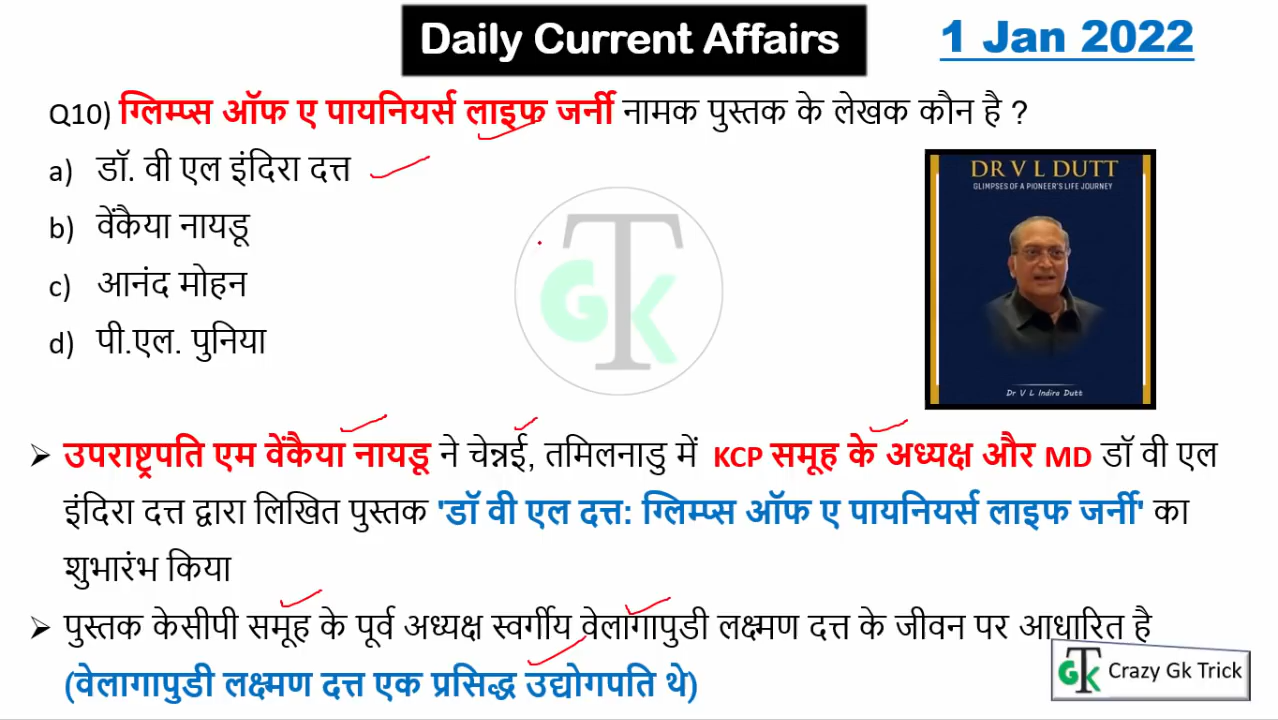 Daily Current Affairs
1 Jan 2022
Q10) ग्लिम्प्स ऑफ ए पायनियर्स लाइफ जर्नी नामक पुस्तक के लेखक कौन है ?
a) डॉ. वी एल इंदिरा दत्त
b) वेंकैया नायडू
c) आनंद मोहन
d) पी.एल. पुनिया
DR V L DUTT
GLIMPSES OF A PIONEER'S LIFE JOURNEY
Dr V L Indira Dutt
GTK
➢ उपराष्ट्रपति एम वेंकैया नायडू ने चेन्नई, तमिलनाडु में KCP समूह के अध्यक्ष और MD डॉ वी एल
इंदिरा दत्त द्वारा लिखित पुस्तक 'डॉ वी एल दत्त: ग्लिम्प्स ऑफ ए पायनियर्स लाइफ जर्नी' का
शुभारंभ किया
➢ पुस्तक केसीपी समूह के पूर्व अध्यक्ष स्वर्गीय वेलागापुडी लक्ष्मण दत्त के जीवन पर आधारित है
(वेलागापुडी लक्ष्मण दत्त एक प्रसिद्ध उद्योगपति थे)
GTK Crazy Gk Trick